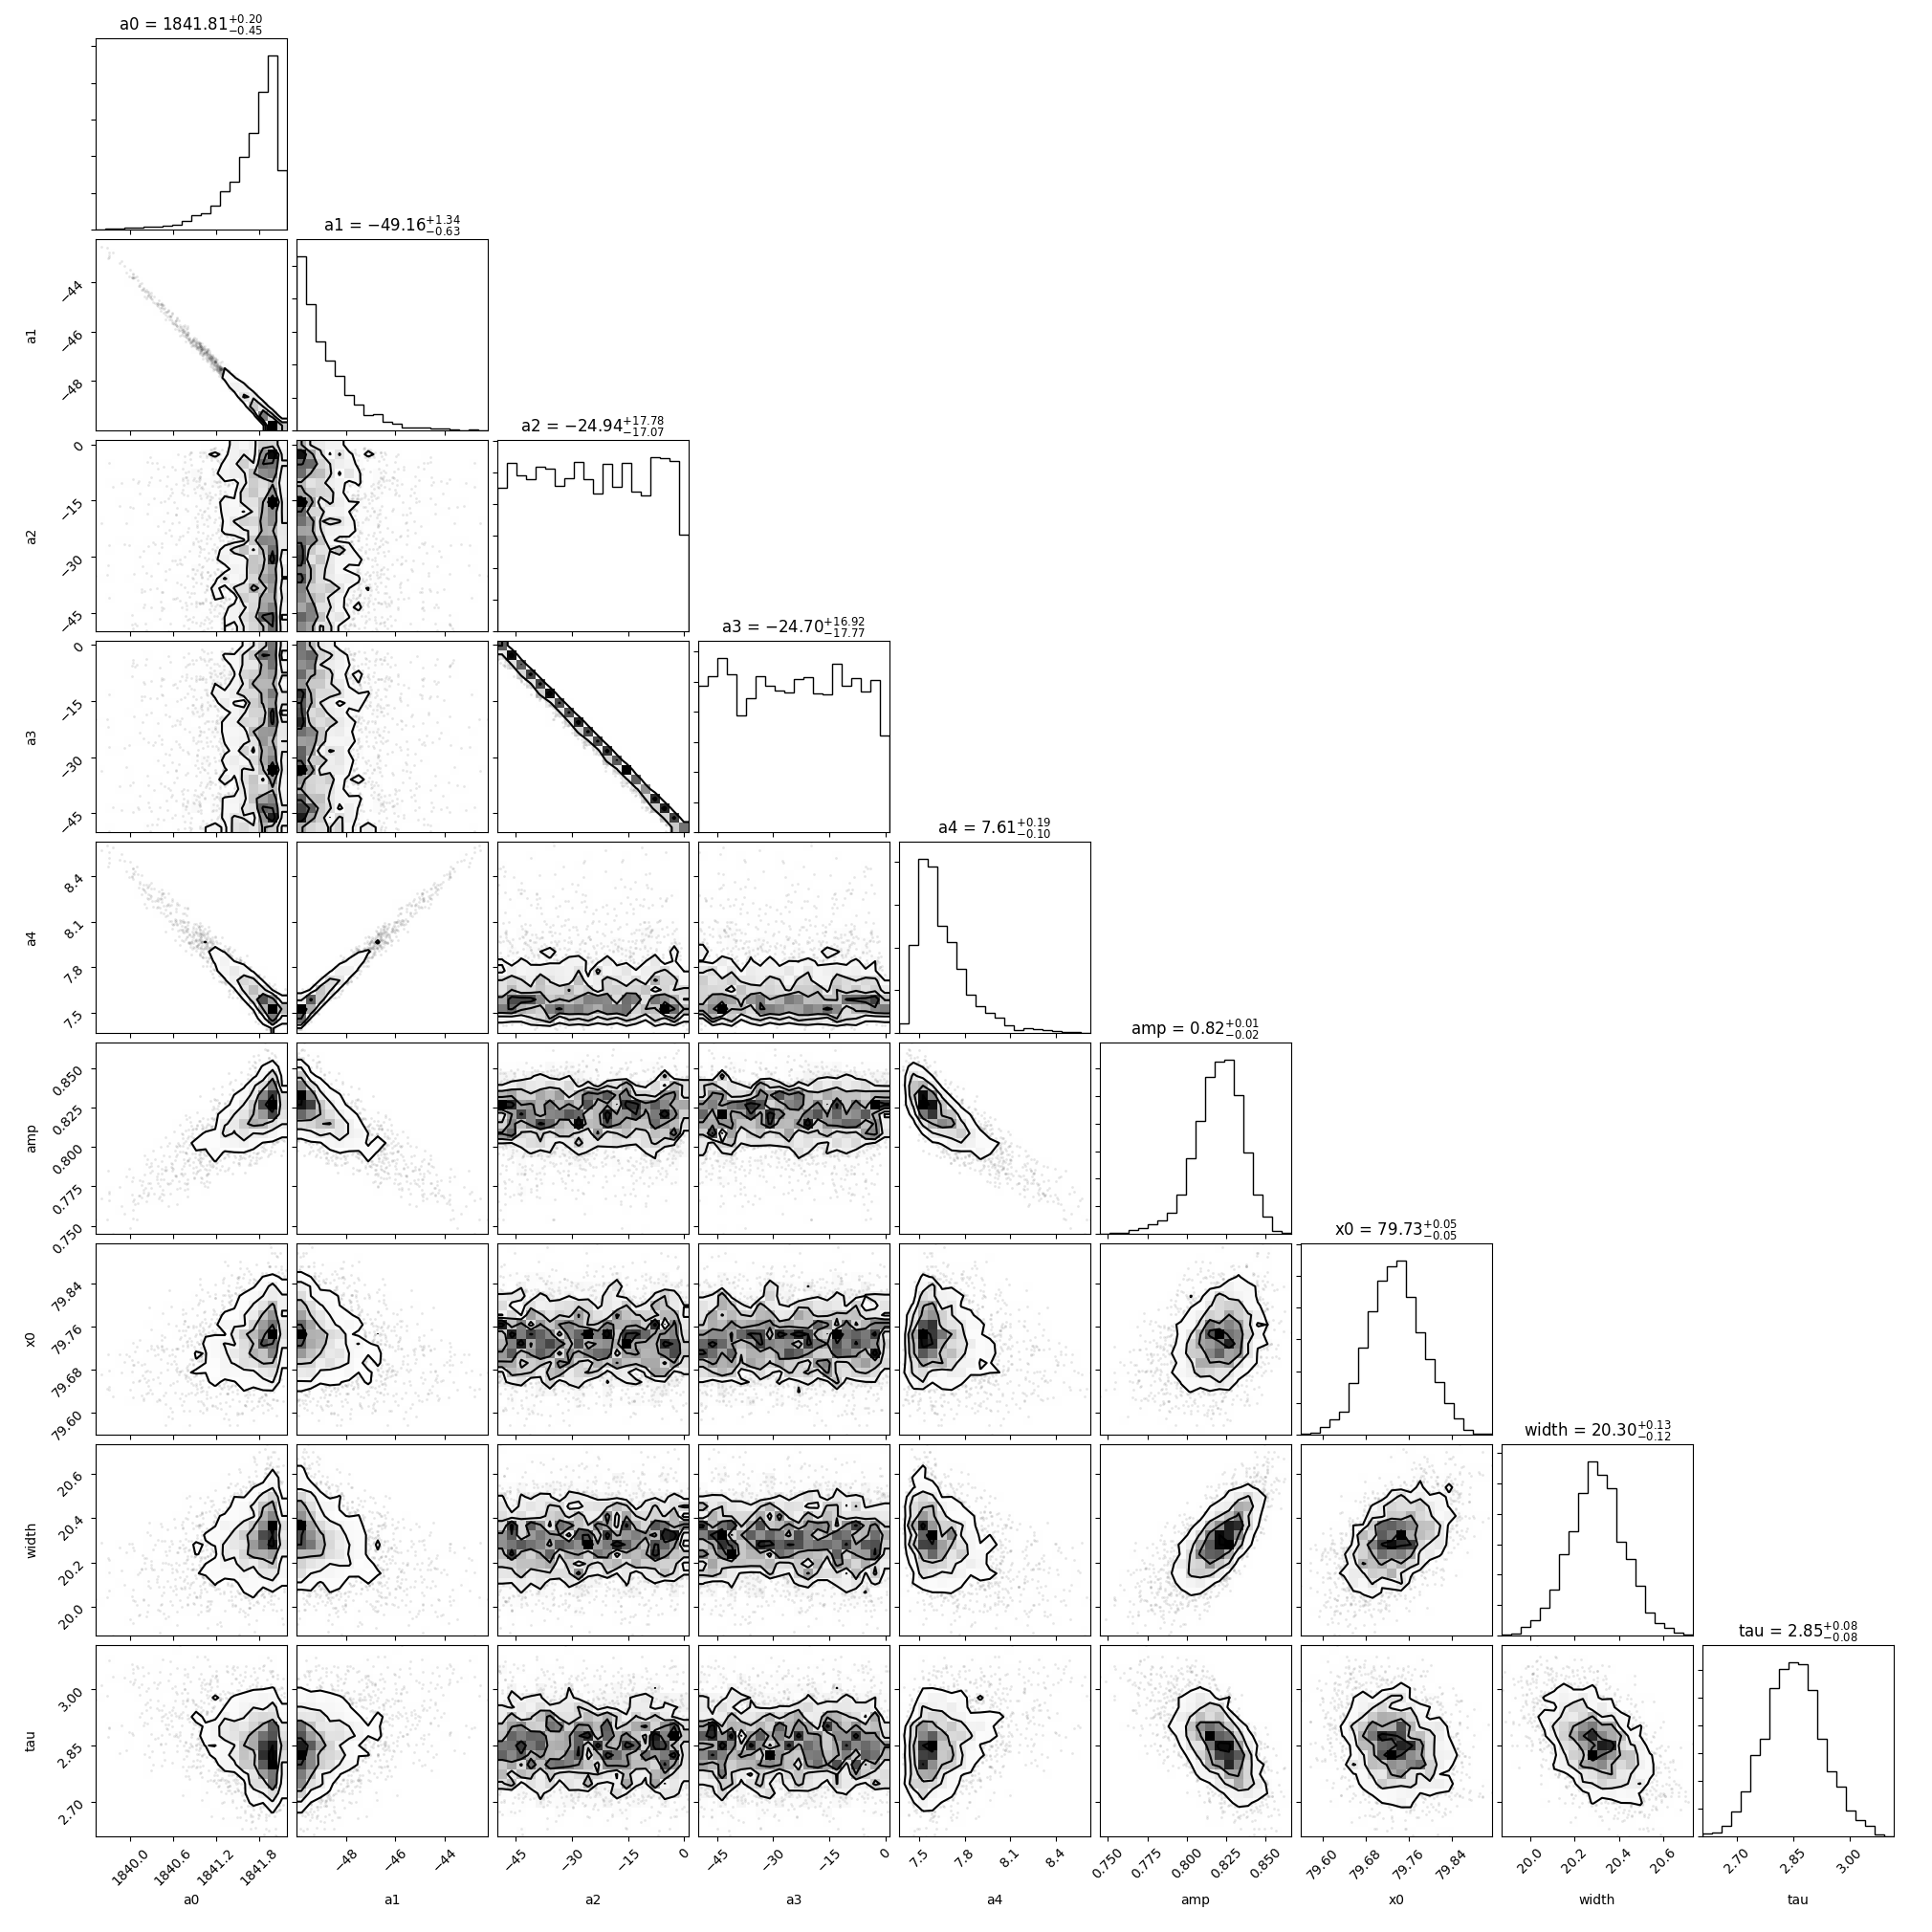 a0 = 1841.81 +0.20 −0.45
a1 = −49.16 +1.34 −0.63
−44
−46
−48
a1
a2 = −24.94 +17.78 −17.07
0
−15
−30
−45
a2
a3 = −24.70 +16.92 −17.77
0
−15
−30
−45
a3
a4 = 7.61 +0.19 −0.10
8.4
8.1
7.8
7.5
a4
amp = 0.82 +0.01 −0.02
0.850
0.825
0.800
0.775
0.750
amp
x0 = 79.73 +0.05 −0.05
79.84
79.76
79.68
79.60
x0
width = 20.30 +0.13 −0.12
20.6
20.4
20.2
20.0
width
tau = 2.85 +0.08 −0.08
3.00
2.85
2.70
tau
1840.0 1840.6 1841.2 1841.8 −48 −46 −44 −45 −30 −15 0 −45 −30 −15 0 7.5 7.8 8.1 8.4 0.750 0.775 0.800 0.825 0.850 79.60 79.68 79.76 79.84 20.0 20.2 20.4 20.6 2.70 2.85 3.00
a0 a1 a2 a3 a4 amp x0 width tau